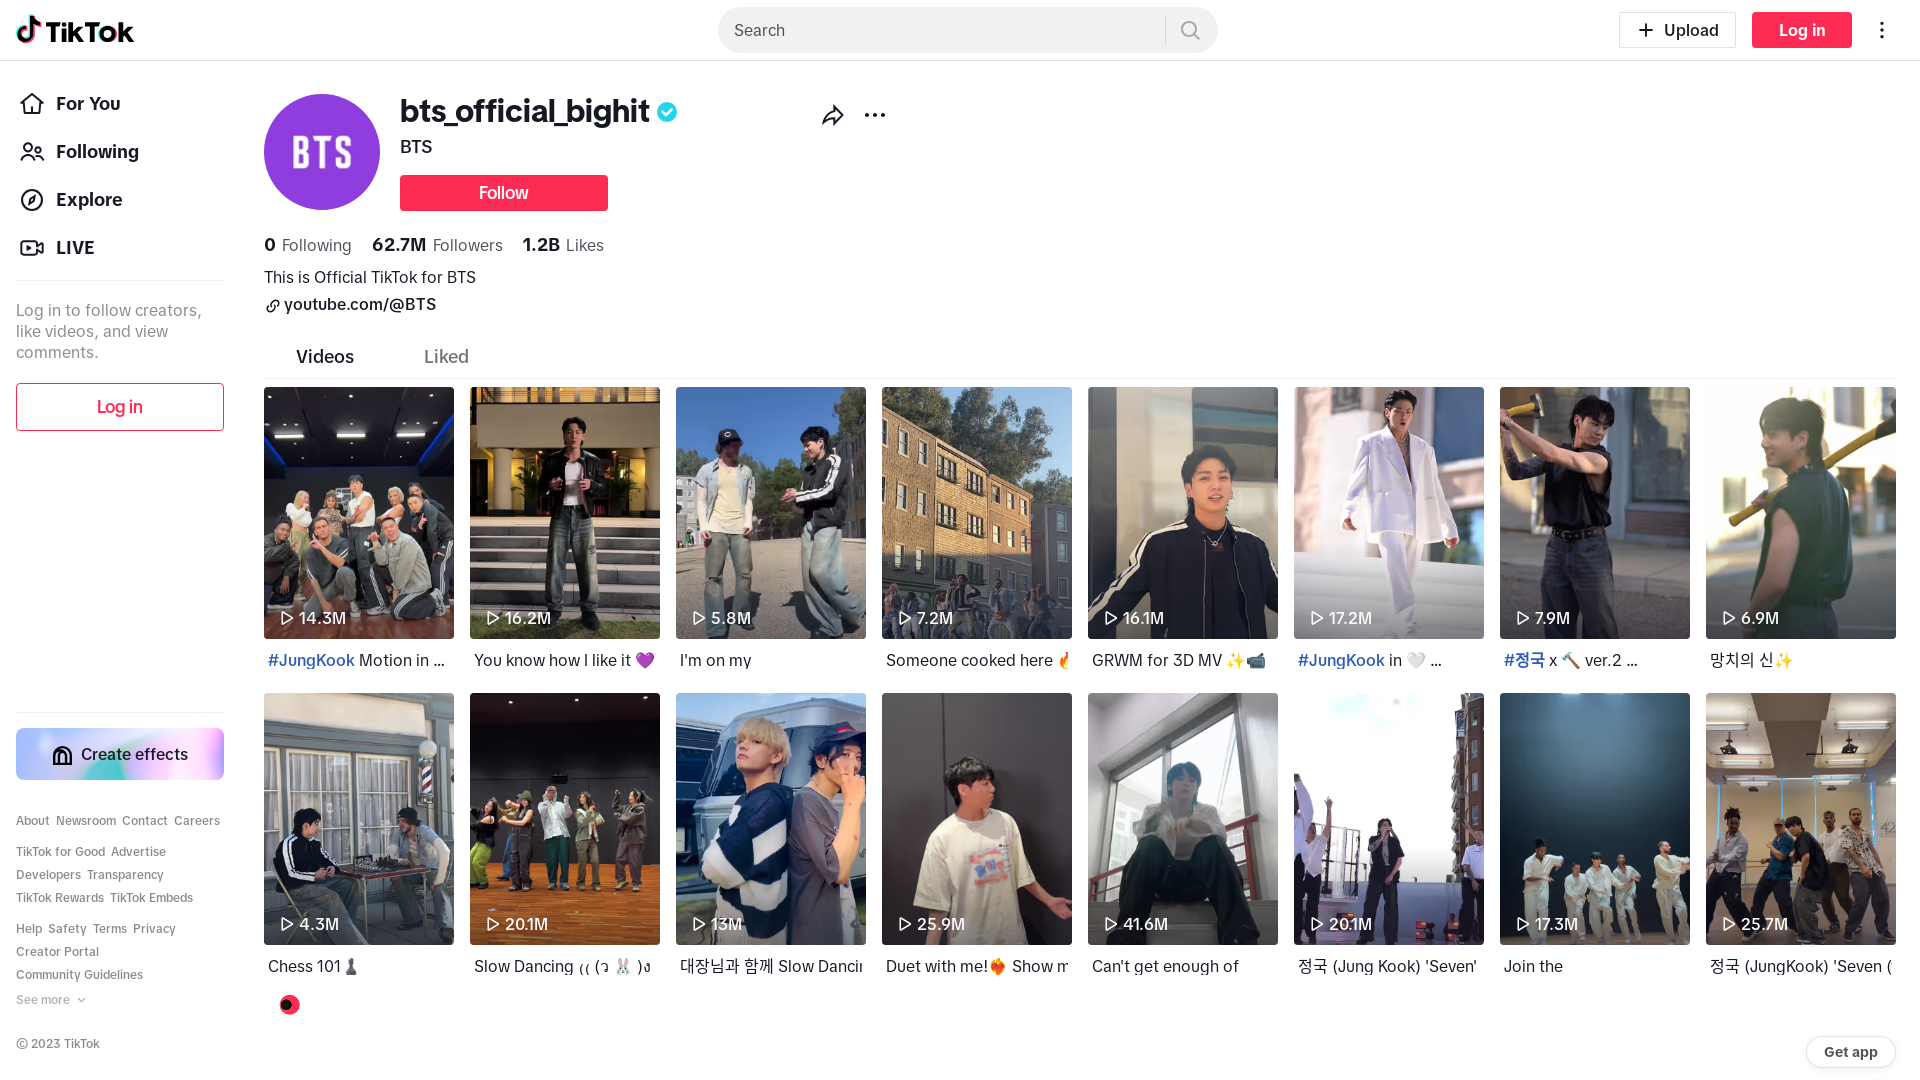 TikTok
Search
Upload
Log in
For You
Following
Explore
LIVE
Log in to follow creators,
like videos, and view
comments.
Log in
Create effects
About Newsroom Contact Careers
TikTok for Good Advertise
Developers Transparency
TikTok Rewards TikTok Embeds
Help Safety Terms Privacy
Creator Portal
Community Guidelines
See more
© 2023 TikTok
BTS
bts_official_bighit
BTS
Follow
0 Following 62.7M Followers 1.2B Likes
This is Official TikTok for BTS
youtube.com/@BTS
Videos Liked
14.3M
16.2M
5.8M
7.2M
16.1M
17.2M
7.9M
6.9M
#JungKook Motion in ...
You know how I like it 💜
I'm on my
Someone cooked here 🔥
GRWM for 3D MV ✨📹
#JungKook in 🤍 ...
#정국 x 🔨 ver.2 ...
망치의 신✨
4.3M
20.1M
13M
25.9M
41.6M
20.1M
17.3M
25.7M
Chess 101♟️
Slow Dancing ₍₍ (ว 🐰 )ง
대장님과 함께 Slow Dancin
Duet with me!❤️‍🔥 Show m
Can't get enough of
정국 (Jung Kook) 'Seven'
Join the
정국 (JungKook) 'Seven (
Get app